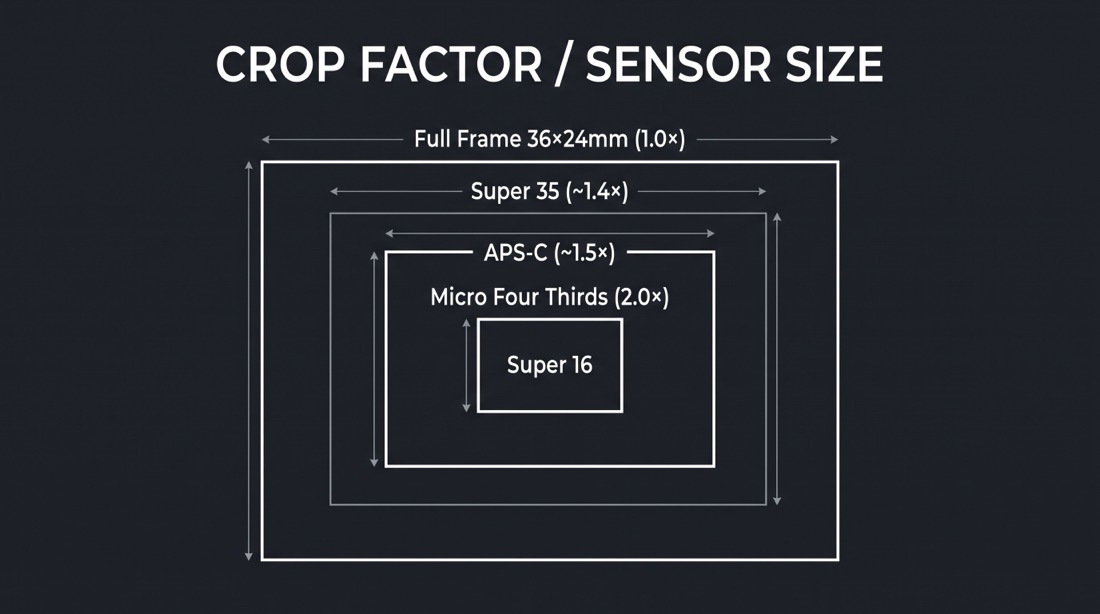 CROP FACTOR / SENSOR SIZE
Full Frame 36×24mm (1.0×)
Super 35 (~1.4×)
APS-C (~1.5×)
Micro Four Thirds (2.0×)
Super 16